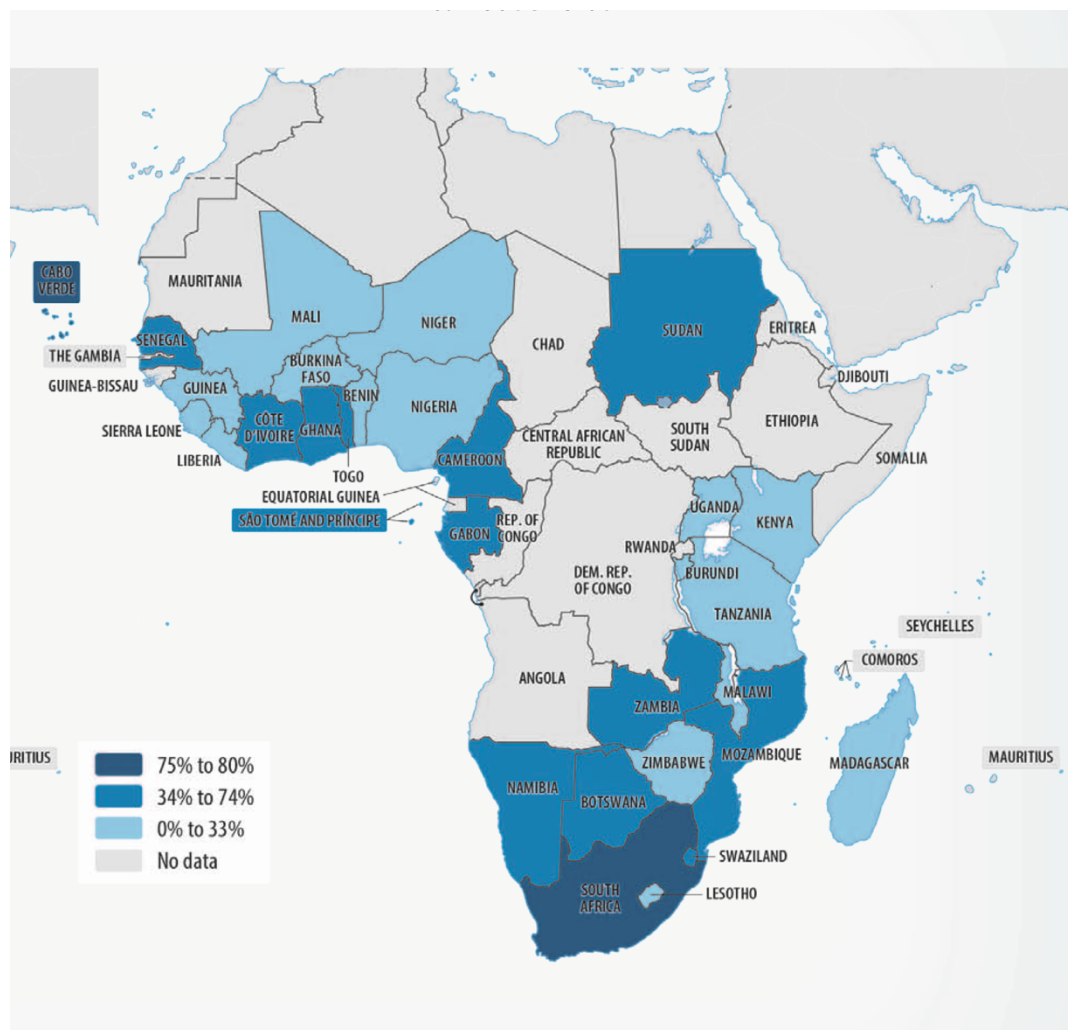 CABO
VERDE
MAURITANIA
MALI
NIGER
CHAD
SUDAN
ERITREA
SENEGAL
THE GAMBIA
GUINEA-BISSAU
GUINEA
BURKINA
FASO
BENIN
NIGERIA
DJIBOUTI
SIERRA LEONE
CÔTE
D'IVOIRE
GHANA
CENTRAL AFRICAN
REPUBLIC
SOUTH
SUDAN
ETHIOPIA
SOMALIA
LIBERIA
TOGO
CAMEROON
EQUATORIAL GUINEA
SÃO TOMÉ AND PRÍNCIPE
GABON
REP. OF
CONGO
UGANDA
KENYA
RWANDA
BURUNDI
DEM. REP.
OF CONGO
TANZANIA
SEYCHELLES
COMOROS
ANGOLA
ZAMBIA
MALAWI
MOZAMBIQUE
ZIMBABWE
MADAGASCAR
MAURITIUS
RITIUS
NAMIBIA
BOTSWANA
SWAZILAND
SOUTH
AFRICA
LESOTHO
75% to 80%
34% to 74%
0% to 33%
No data